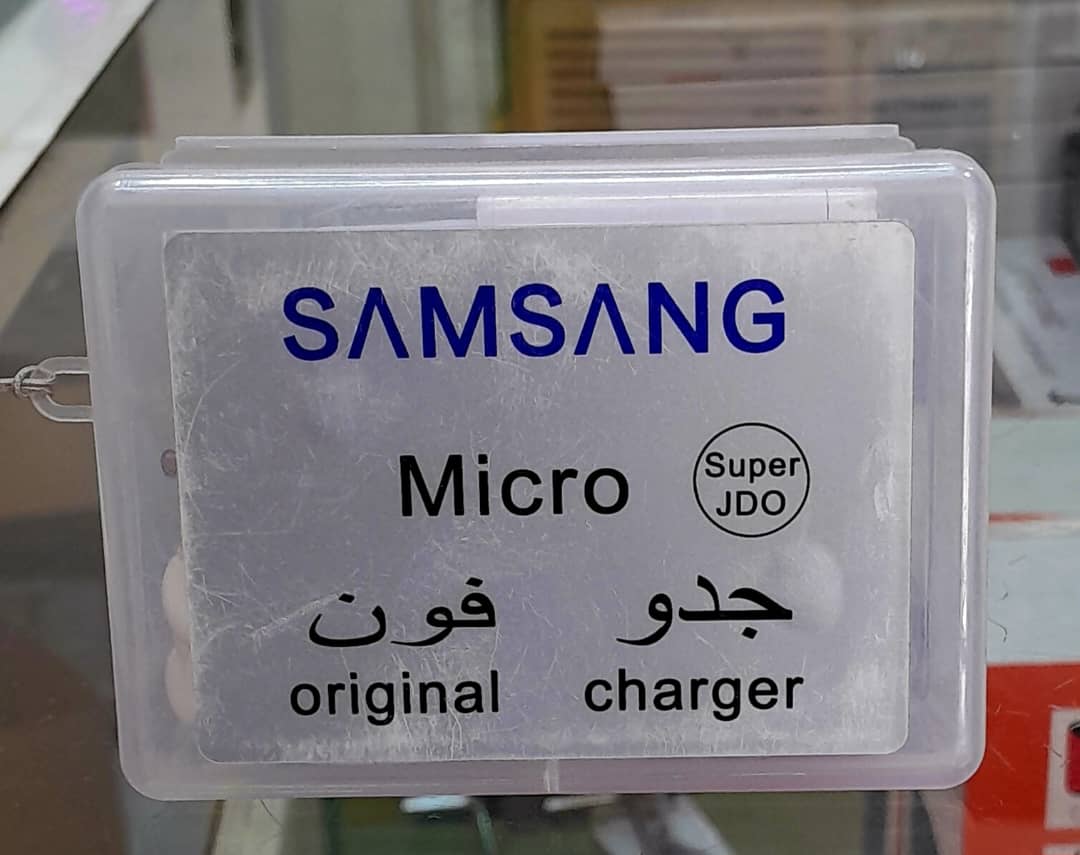 SAMSANG
Micro
Super
JDO
جدو فون
original charger